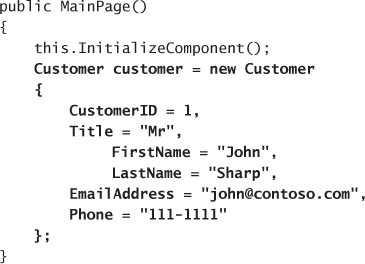 public MainPage()
{
    this.InitializeComponent();
    Customer customer = new Customer
    {
        CustomerID = 1,
        Title = "Mr",
            FirstName = "John",
            LastName = "Sharp",
        EmailAddress = "john@contoso.com",
        Phone = "111-1111"
    };
}